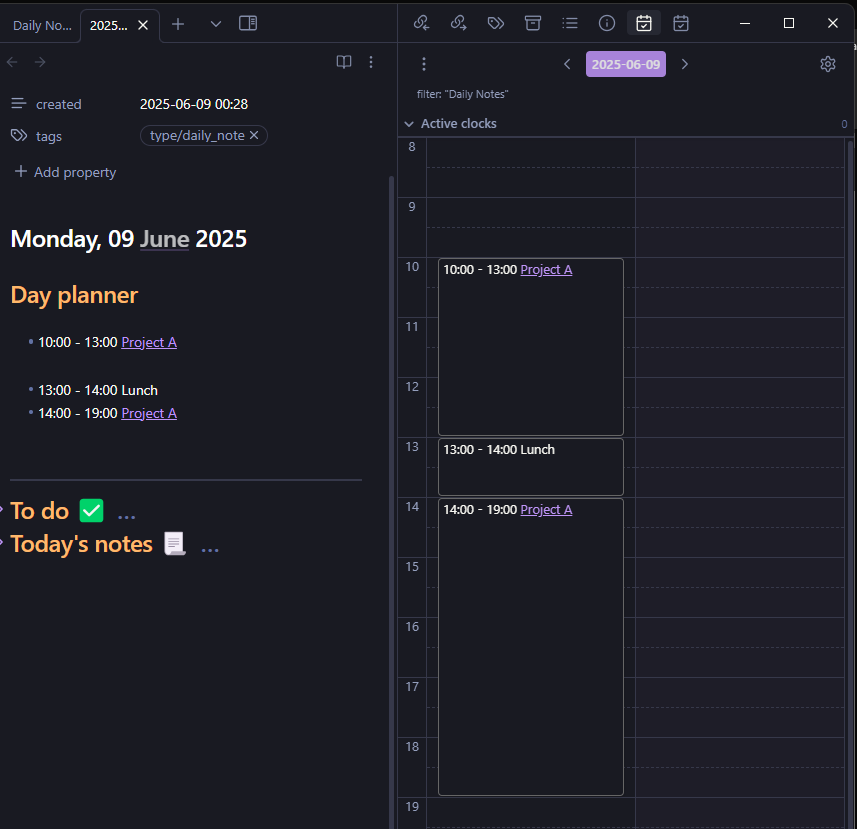 Daily No...
2025...
created
2025-06-09 00:28
tags
type/daily_note
Add property
Monday, 09 June 2025
Day planner
10:00 - 13:00 Project A
13:00 - 14:00 Lunch
14:00 - 19:00 Project A
To do ✅ ...
Today's notes 📃 ...
2025-06-09
filter: "Daily Notes"
Active clocks
0
8
9
10
10:00 - 13:00 Project A
11
12
13
13:00 - 14:00 Lunch
14
14:00 - 19:00 Project A
15
16
17
18
19